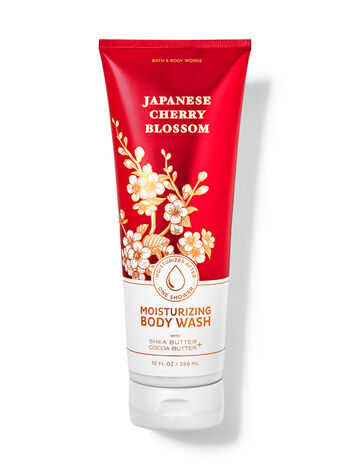 BATH & BODY WORKS
JAPANESE
CHERRY
BLOSSOM
MOISTURIZES AFTER
ONE SHOWER
MOISTURIZING
BODY WASH
WITH
SHEA BUTTER
COCOA BUTTER+
10 FL OZ / 296 mL